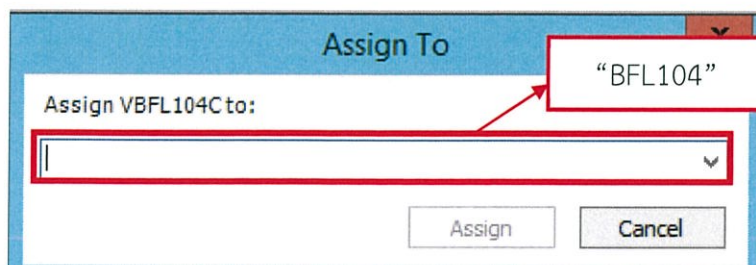 Assign To
“BFL104”
Assign VBFL104C to:
Assign
Cancel